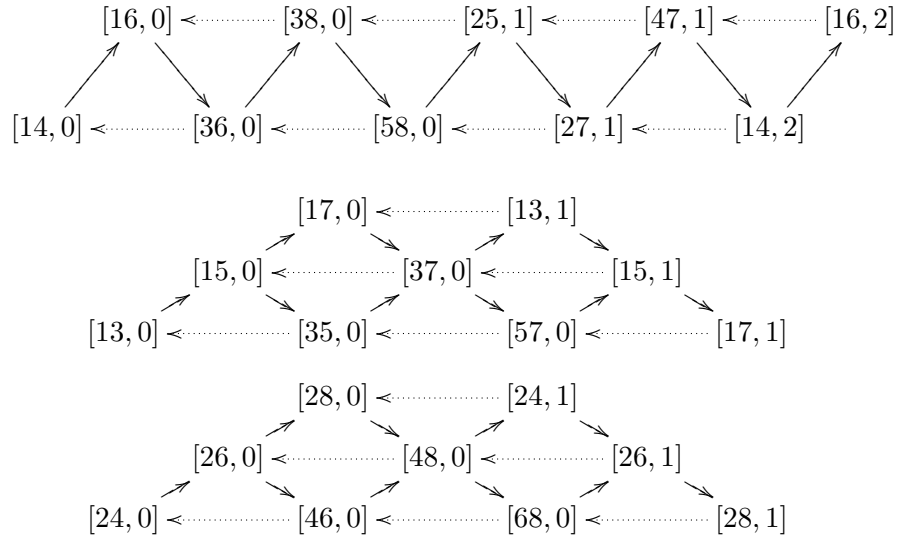 [16, 0] [38, 0] [25, 1] [47, 1] [16, 2]
[14, 0] [36, 0] [58, 0] [27, 1] [14, 2]
[17, 0] [13, 1]
[15, 0] [37, 0] [15, 1]
[13, 0] [35, 0] [57, 0] [17, 1]
[28, 0] [24, 1]
[26, 0] [48, 0] [26, 1]
[24, 0] [46, 0] [68, 0] [28, 1]